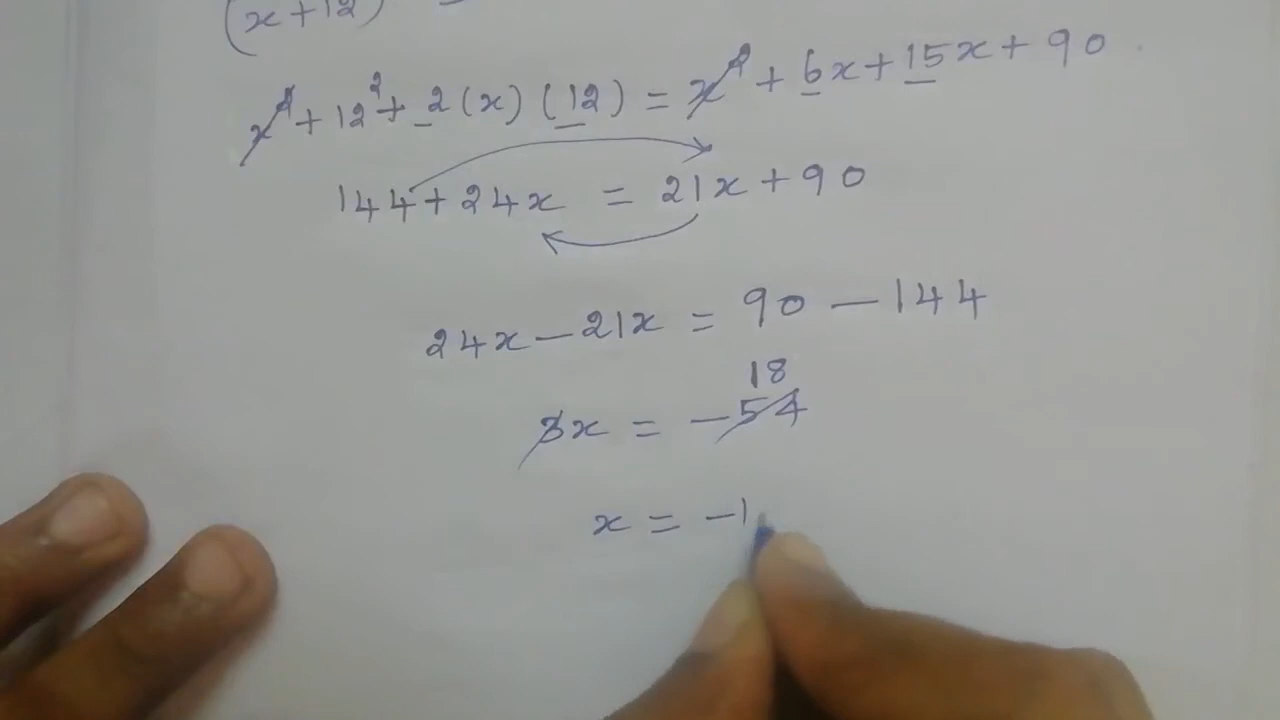 (x+12)
x² + 12² + 2(x)(12) = x² + 6x + 15x + 90
144 + 24x = 21x + 90
24x − 21x = 90 − 144
18
3x = −54
x = −1